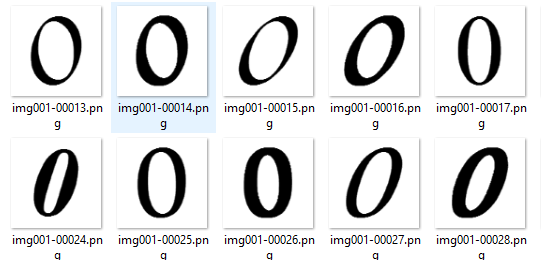 0 0 0 0 0
img001-00013.pn img001-00014.pn img001-00015.pn img001-00016.pn img001-00017.pn
g g g g g
0 0 0 0 0
img001-00024.pn img001-00025.pn img001-00026.pn img001-00027.pn img001-00028.pn
g g g g g